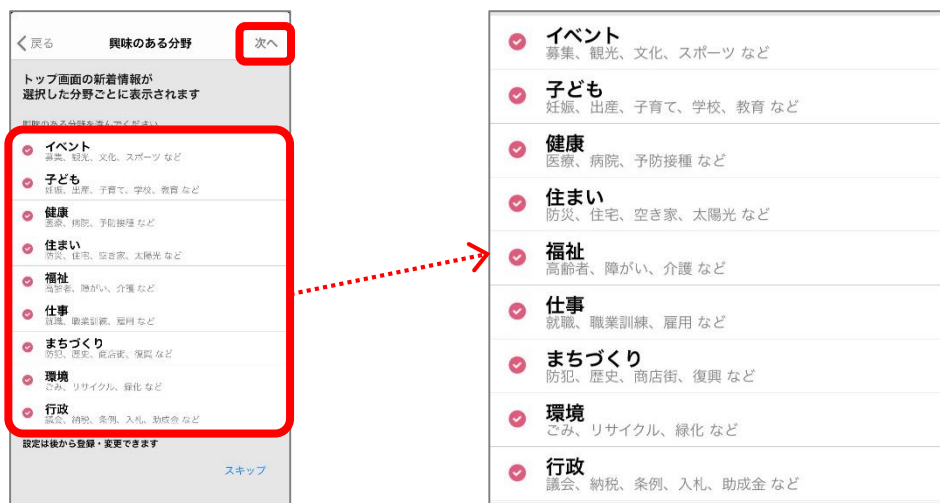 戻る
興味のある分野
次へ
トップ画面の新着情報が
選択した分野ごとに表示されます
興味のある分野を選んでください
イベント
募集、観光、文化、スポーツ など
子ども
妊娠、出産、子育て、学校、教育 など
健康
医療、病院、予防接種 など
住まい
防災、住宅、空き家、太陽光 など
福祉
高齢者、障がい、介護 など
仕事
就職、職業訓練、雇用 など
まちづくり
防犯、歴史、商店街、復興 など
環境
ごみ、リサイクル、緑化 など
行政
議会、納税、条例、入札、助成金 など
設定は後から登録・変更できます
スキップ
イベント
募集、観光、文化、スポーツ など
子ども
妊娠、出産、子育て、学校、教育 など
健康
医療、病院、予防接種 など
住まい
防災、住宅、空き家、太陽光 など
福祉
高齢者、障がい、介護 など
仕事
就職、職業訓練、雇用 など
まちづくり
防犯、歴史、商店街、復興 など
環境
ごみ、リサイクル、緑化 など
行政
議会、納税、条例、入札、助成金 など